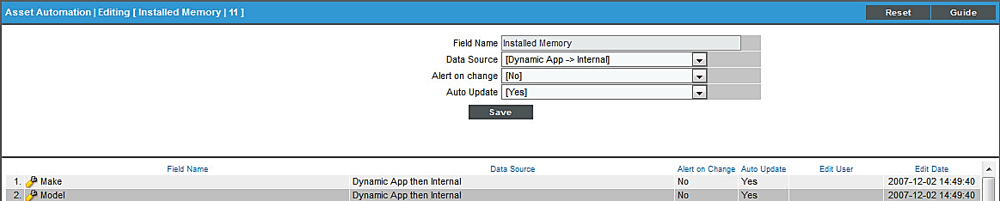 Asset Automation | Editing [ Installed Memory | 11 ] Reset Guide
Field Name Installed Memory
Data Source [Dynamic App -> Internal]
Alert on change [No]
Auto Update [Yes]
Save
Field Name Data Source Alert on Change Auto Update Edit User Edit Date
1. Make Dynamic App then Internal No Yes 2007-12-02 14:49:40
2. Model Dynamic App then Internal No Yes 2007-12-02 14:49:40